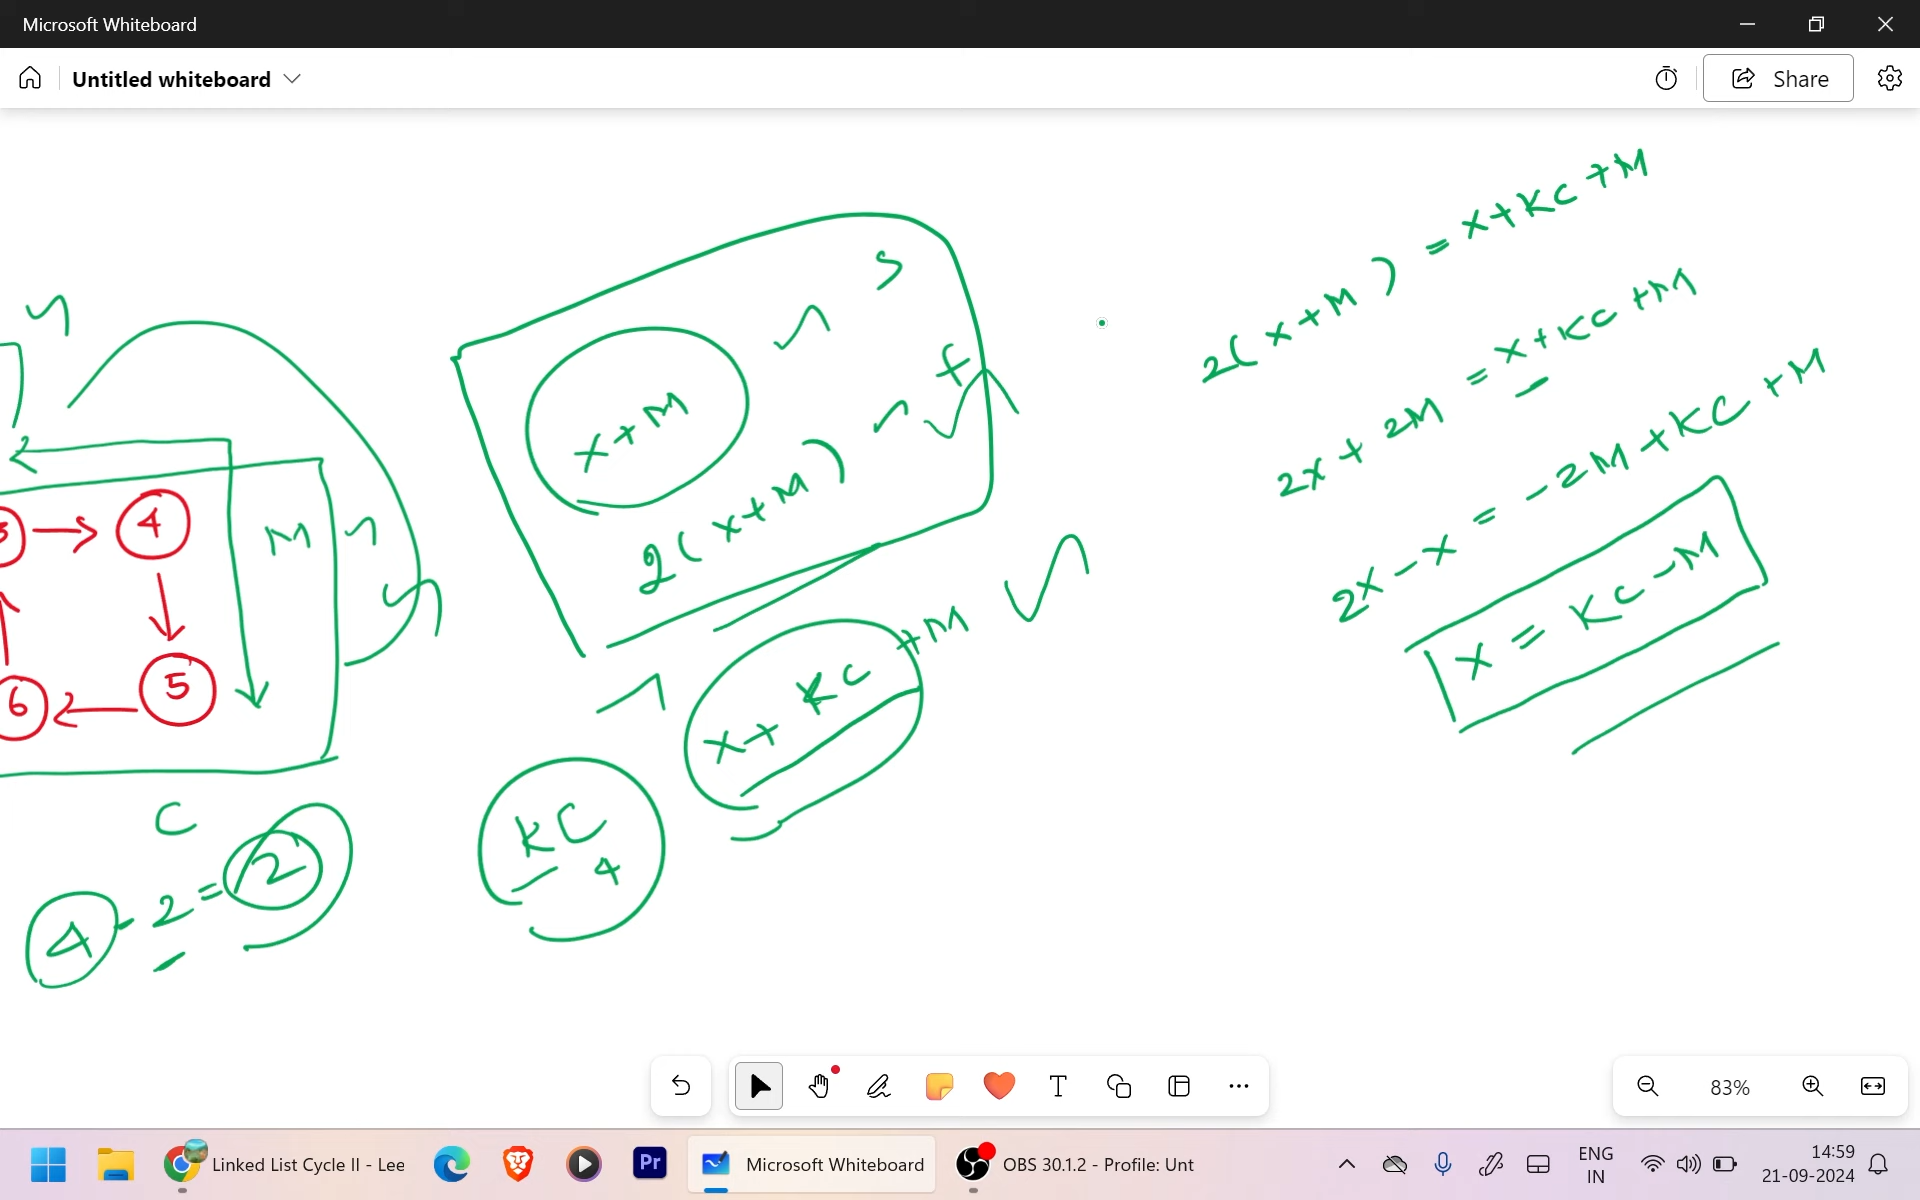 Microsoft Whiteboard
Untitled whiteboard
Share
2(x+M) = x+KC+M
2x+2M = x+KC+M
2x-x = -2M+KC+M
x = KC-M
S
x+M
f
2(x+M)
x+KC+M
M
3
4
5
6
C
KC
4
4-2=2
83%
Linked List Cycle II - Lee
Microsoft Whiteboard
OBS 30.1.2 - Profile: Unt
ENG
IN
14:59
21-09-2024
Pr